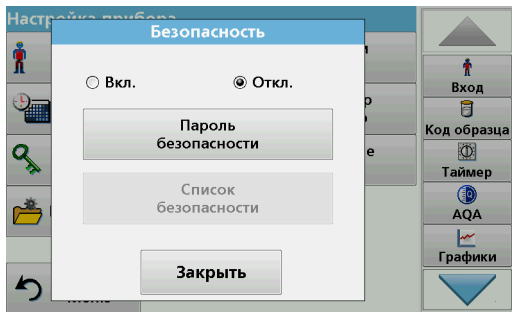 Настройка прибора
Безопасность
Вкл.
Откл.
Пароль
безопасности
Список
безопасности
Закрыть
Вход
Код образца
Таймер
AQA
Графики